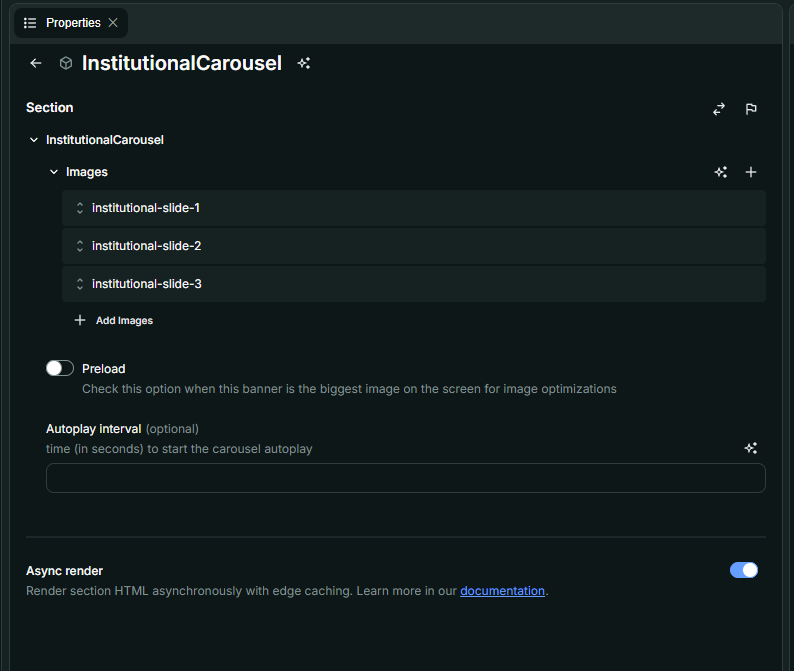 Properties
InstitutionalCarousel
Section
InstitutionalCarousel
Images
institutional-slide-1
institutional-slide-2
institutional-slide-3
Add Images
Preload
Check this option when this banner is the biggest image on the screen for image optimizations
Autoplay interval (optional)
time (in seconds) to start the carousel autoplay
Async render
Render section HTML asynchronously with edge caching. Learn more in our documentation.